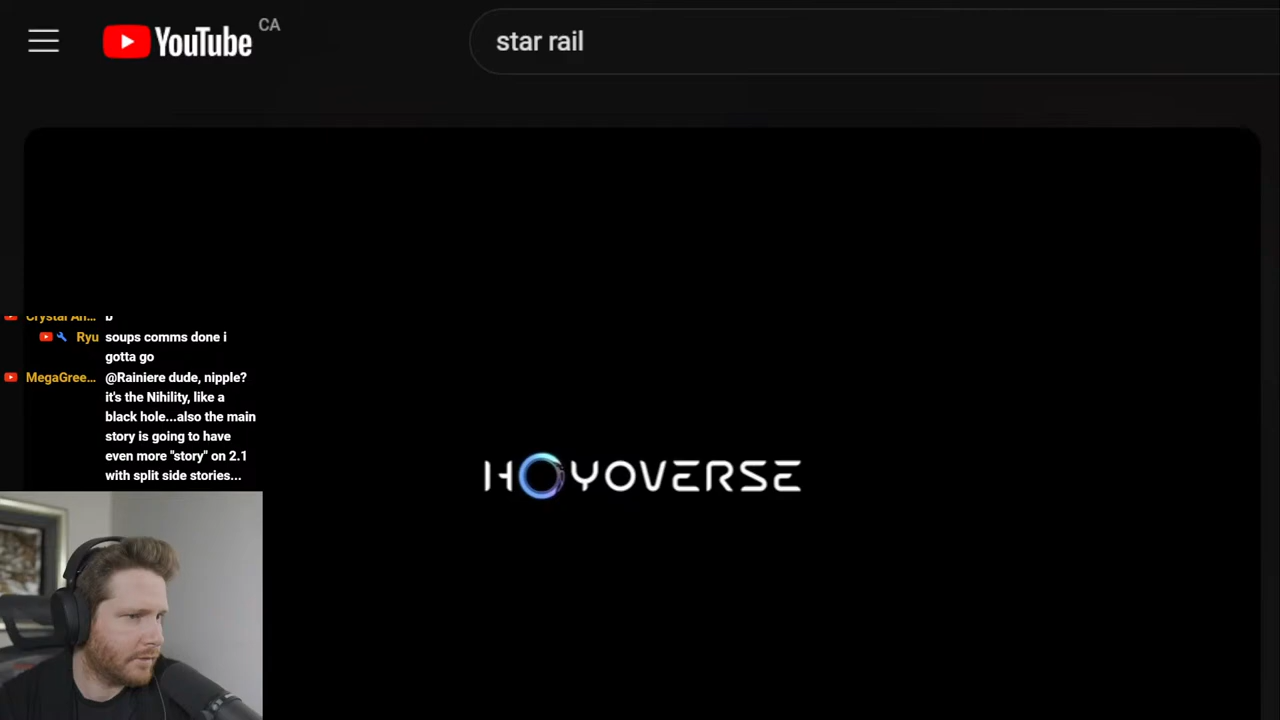 YouTube CA
star rail
Crystal An...
Ryu soups comms done i
gotta go
MegaGree... @Rainiere dude, nipple?
it's the Nihility, like a
black hole...also the main
story is going to have
even more "story" on 2.1
with split side stories...
HOYOVERSE